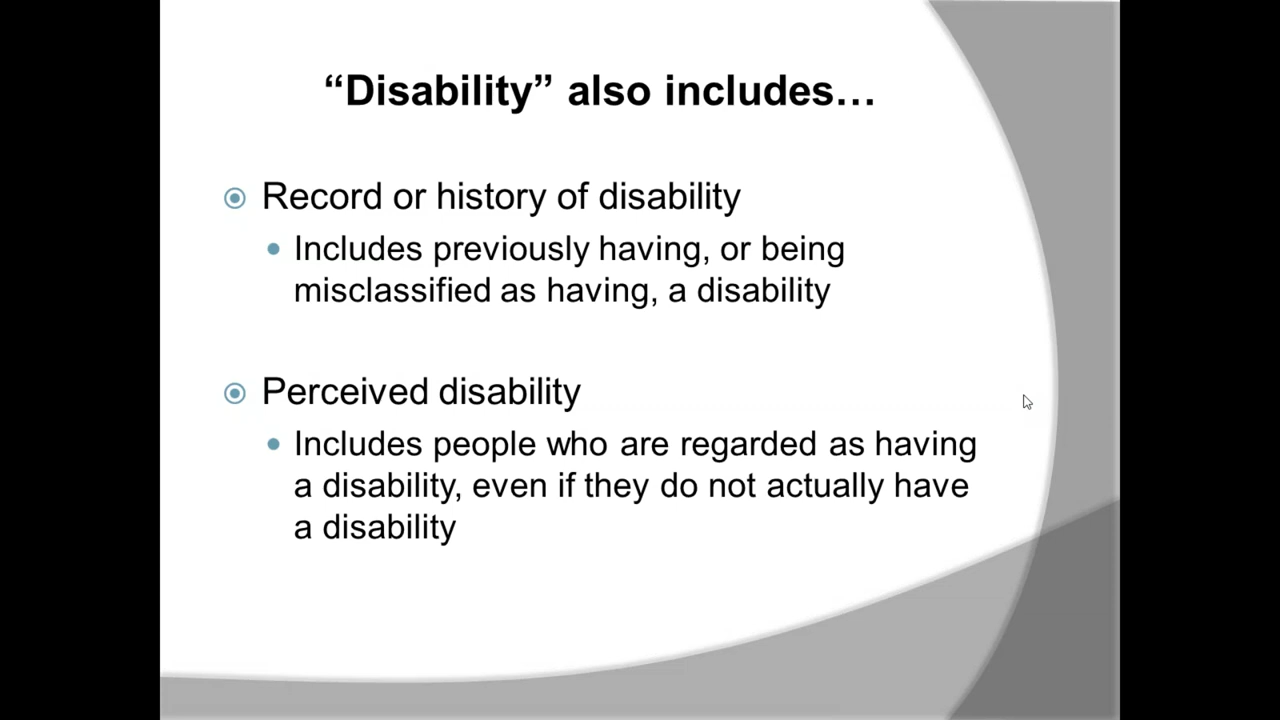 “Disability” also includes…
Record or history of disability
Includes previously having, or being
misclassified as having, a disability
Perceived disability
Includes people who are regarded as having
a disability, even if they do not actually have
a disability